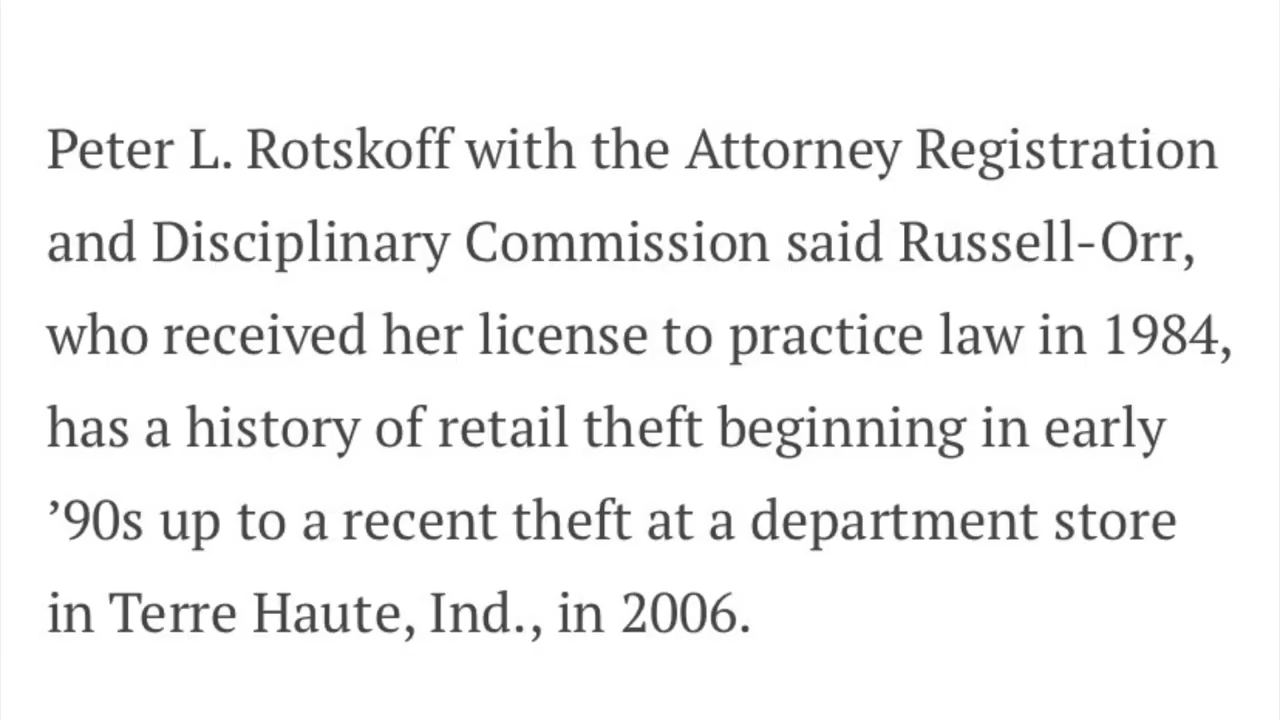 Peter L. Rotskoff with the Attorney Registration
and Disciplinary Commission said Russell-Orr,
who received her license to practice law in 1984,
has a history of retail theft beginning in early
’90s up to a recent theft at a department store
in Terre Haute, Ind., in 2006.